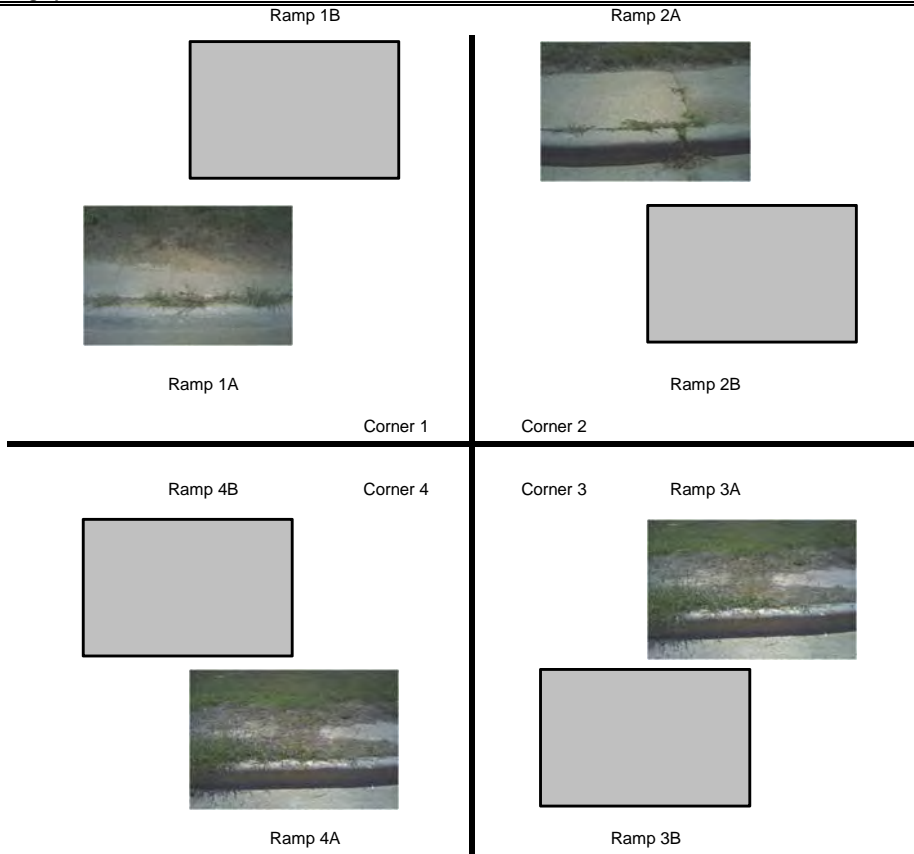 Ramp 1B Ramp 2A
Ramp 1A Ramp 2B
Corner 1 Corner 2
Ramp 4B Corner 4 Corner 3 Ramp 3A
Ramp 4A Ramp 3B